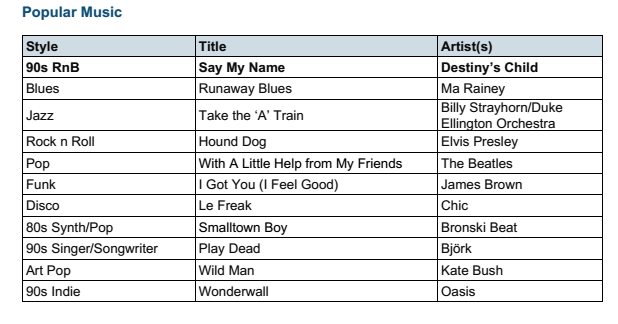 Popular Music
Style Title Artist(s)
90s RnB Say My Name Destiny’s Child
Blues Runaway Blues Ma Rainey
Jazz Take the ‘A’ Train Billy Strayhorn/Duke
Ellington Orchestra
Rock n Roll Hound Dog Elvis Presley
Pop With A Little Help from My Friends The Beatles
Funk I Got You (I Feel Good) James Brown
Disco Le Freak Chic
80s Synth/Pop Smalltown Boy Bronski Beat
90s Singer/Songwriter Play Dead Björk
Art Pop Wild Man Kate Bush
90s Indie Wonderwall Oasis